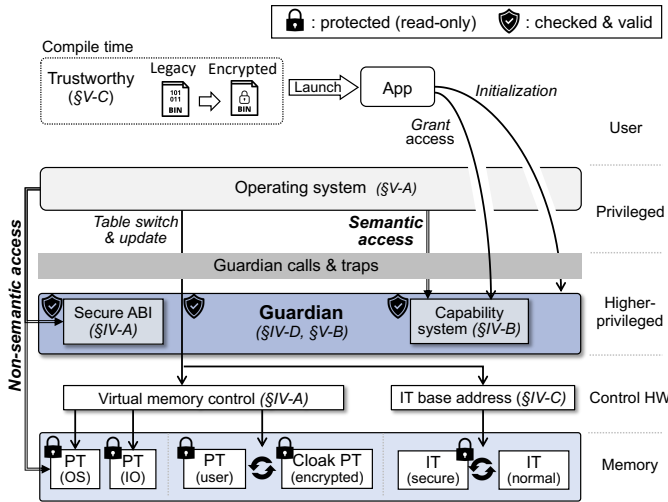 : protected (read-only)
: checked & valid
Compile time
Trustworthy
(§V-C)
Legacy
Encrypted
101
011
BIN
BIN
Launch
App
Initialization
Grant
access
User
Operating system (§V-A)
Privileged
Table switch
& update
Semantic
access
Non-semantic access
Guardian calls & traps
Secure ABI
(§IV-A)
Guardian
(§IV-D, §V-B)
Capability
system (§IV-B)
Higher-
privileged
Virtual memory control (§IV-A)
IT base address (§IV-C)
Control HW
PT
(OS)
PT
(IO)
PT
(user)
Cloak PT
(encrypted)
IT
(secure)
IT
(normal)
Memory